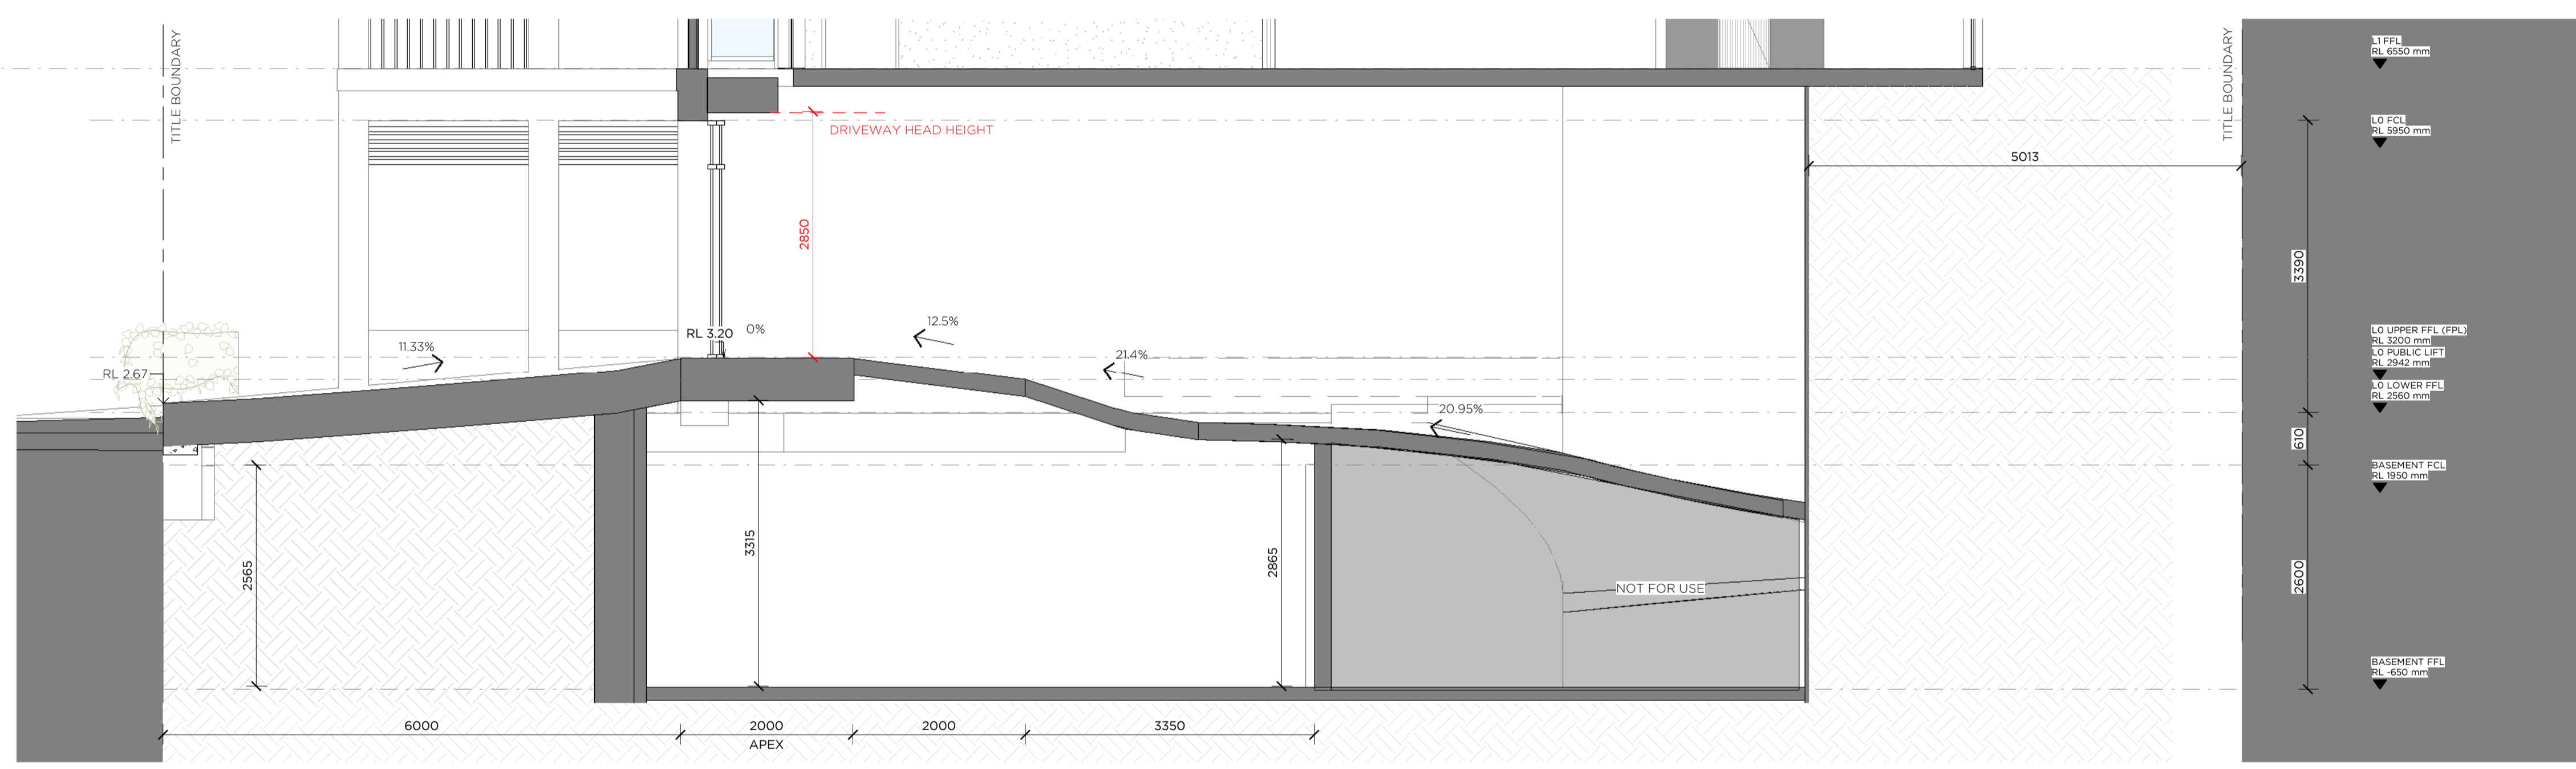 TITLE BOUNDARY
TITLE BOUNDARY
L1 FFL
RL 6550 mm
L0 FCL
RL 5950 mm
DRIVEWAY HEAD HEIGHT
5013
2850
3390
RL 3.20
0%
12.5%
11.33%
21.4%
RL 2.67
L0 UPPER FFL (FPL)
RL 3200 mm
L0 PUBLIC LIFT
RL 2942 mm
L0 LOWER FFL
RL 2560 mm
20.95%
610
BASEMENT FCL
RL 1950 mm
2565
3315
2865
NOT FOR USE
2600
BASEMENT FFL
RL -650 mm
6000
2000
APEX
2000
3350